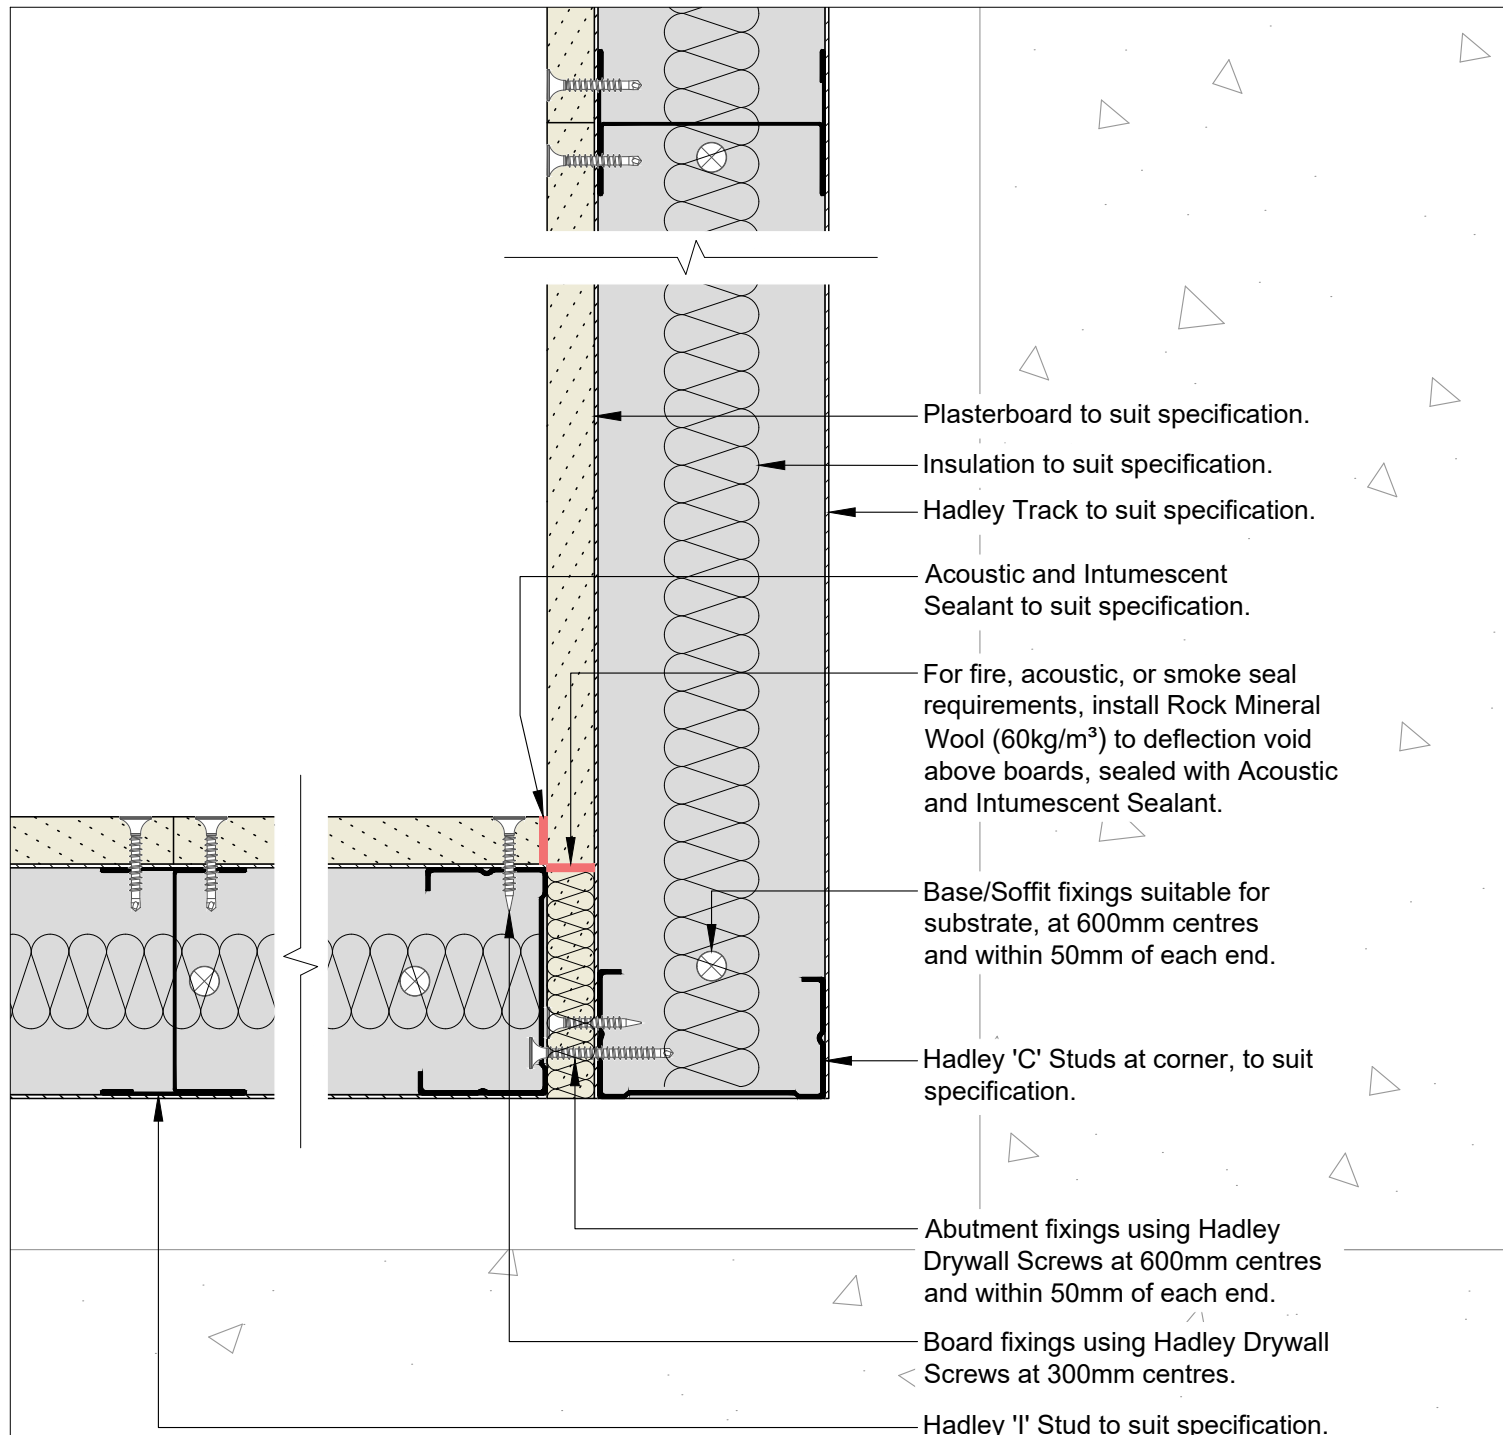 Plasterboard to suit specification.
Insulation to suit specification.
Hadley Track to suit specification.
Acoustic and Intumescent
Sealant to suit specification.
For fire, acoustic, or smoke seal
requirements, install Rock Mineral
Wool (60kg/m³) to deflection void
above boards, sealed with Acoustic
and Intumescent Sealant.
Base/Soffit fixings suitable for
substrate, at 600mm centres
and within 50mm of each end.
Hadley 'C' Studs at corner, to suit
specification.
Abutment fixings using Hadley
Drywall Screws at 600mm centres
and within 50mm of each end.
Board fixings using Hadley Drywall
Screws at 300mm centres.
Hadley 'I' Stud to suit specification.